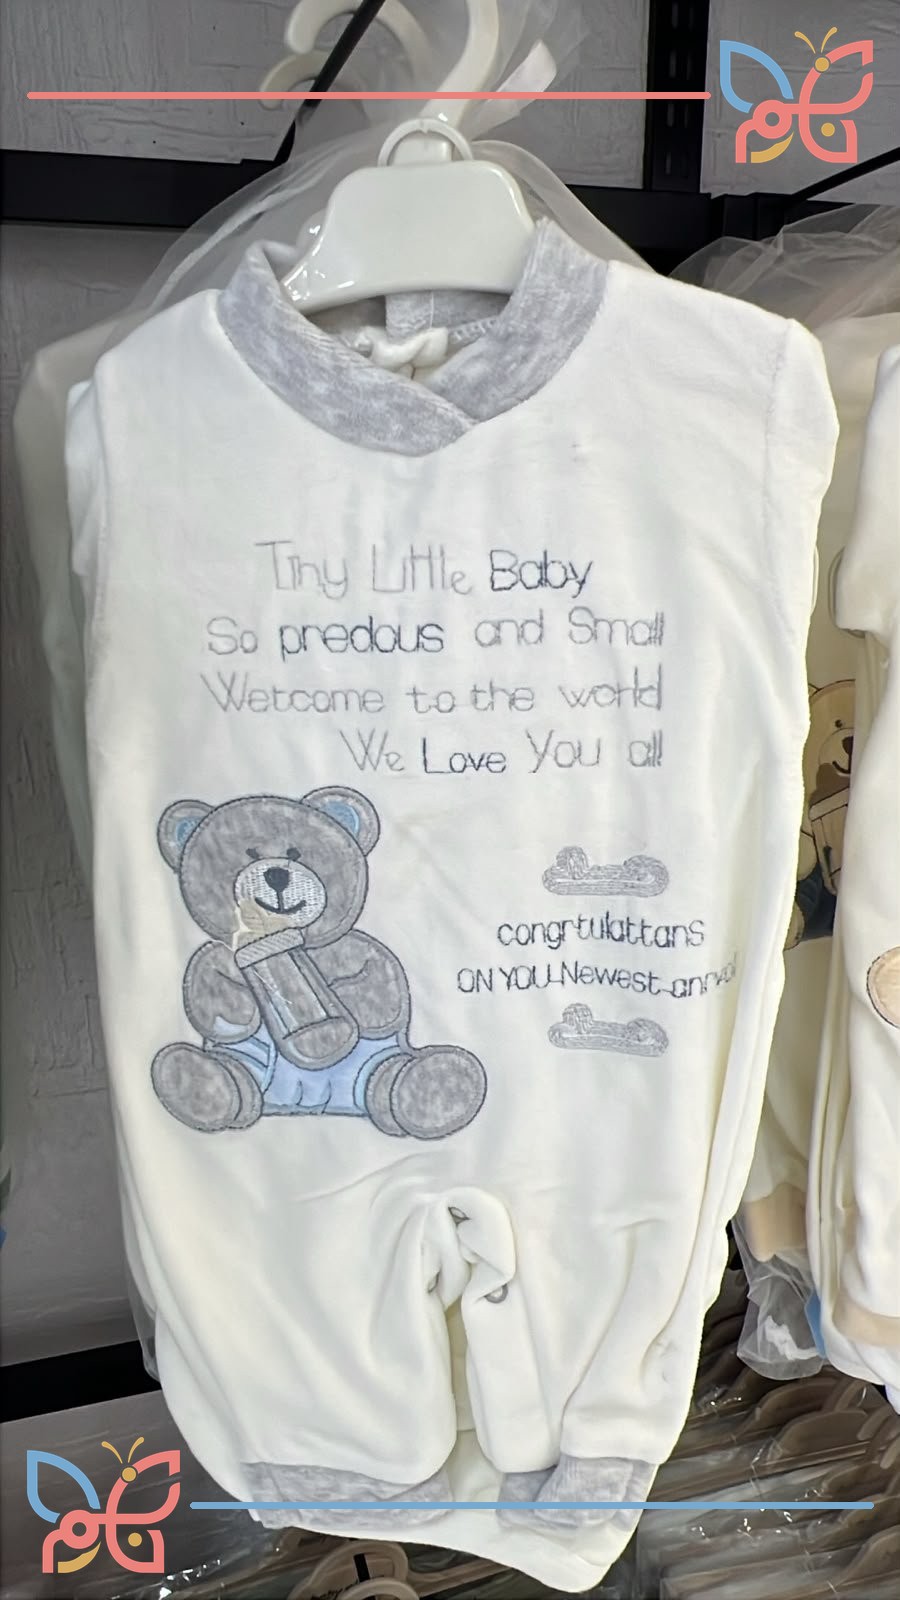 Tiny Little Baby
So predous and Small
Wetcome to the world
We Love You all
congrtulattans
ON YOU Newest